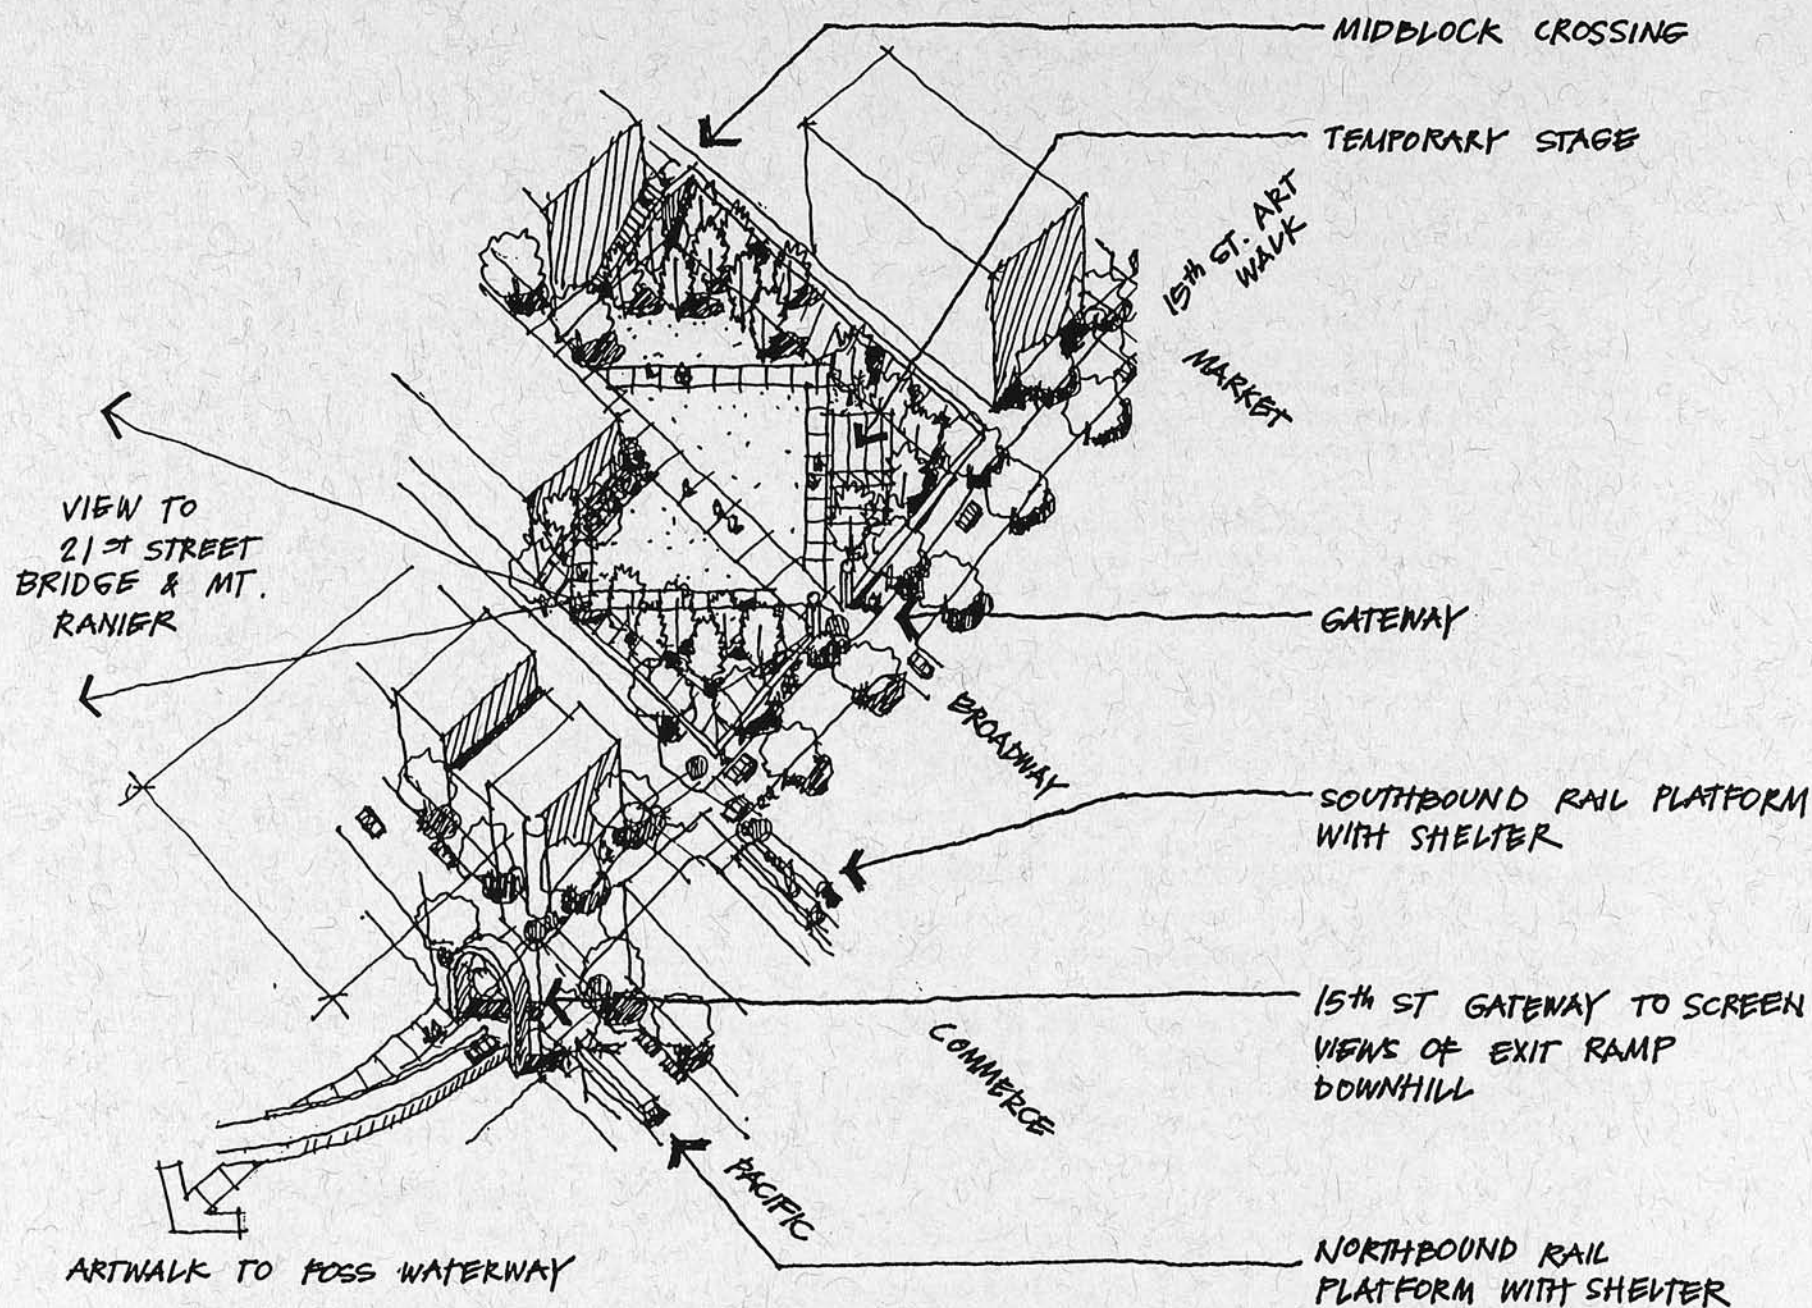 MIDBLOCK CROSSING
TEMPORARY STAGE
15th ST. ART
WALK
MARKET
VIEW TO
21st STREET
BRIDGE & MT.
RANIER
GATEWAY
BROADWAY
SOUTHBOUND RAIL PLATFORM
WITH SHELTER
15th ST GATEWAY TO SCREEN
VIEWS OF EXIT RAMP
DOWNHILL
COMMERCE
PACIFIC
ARTWALK TO FOSS WATERWAY
NORTHBOUND RAIL
PLATFORM WITH SHELTER